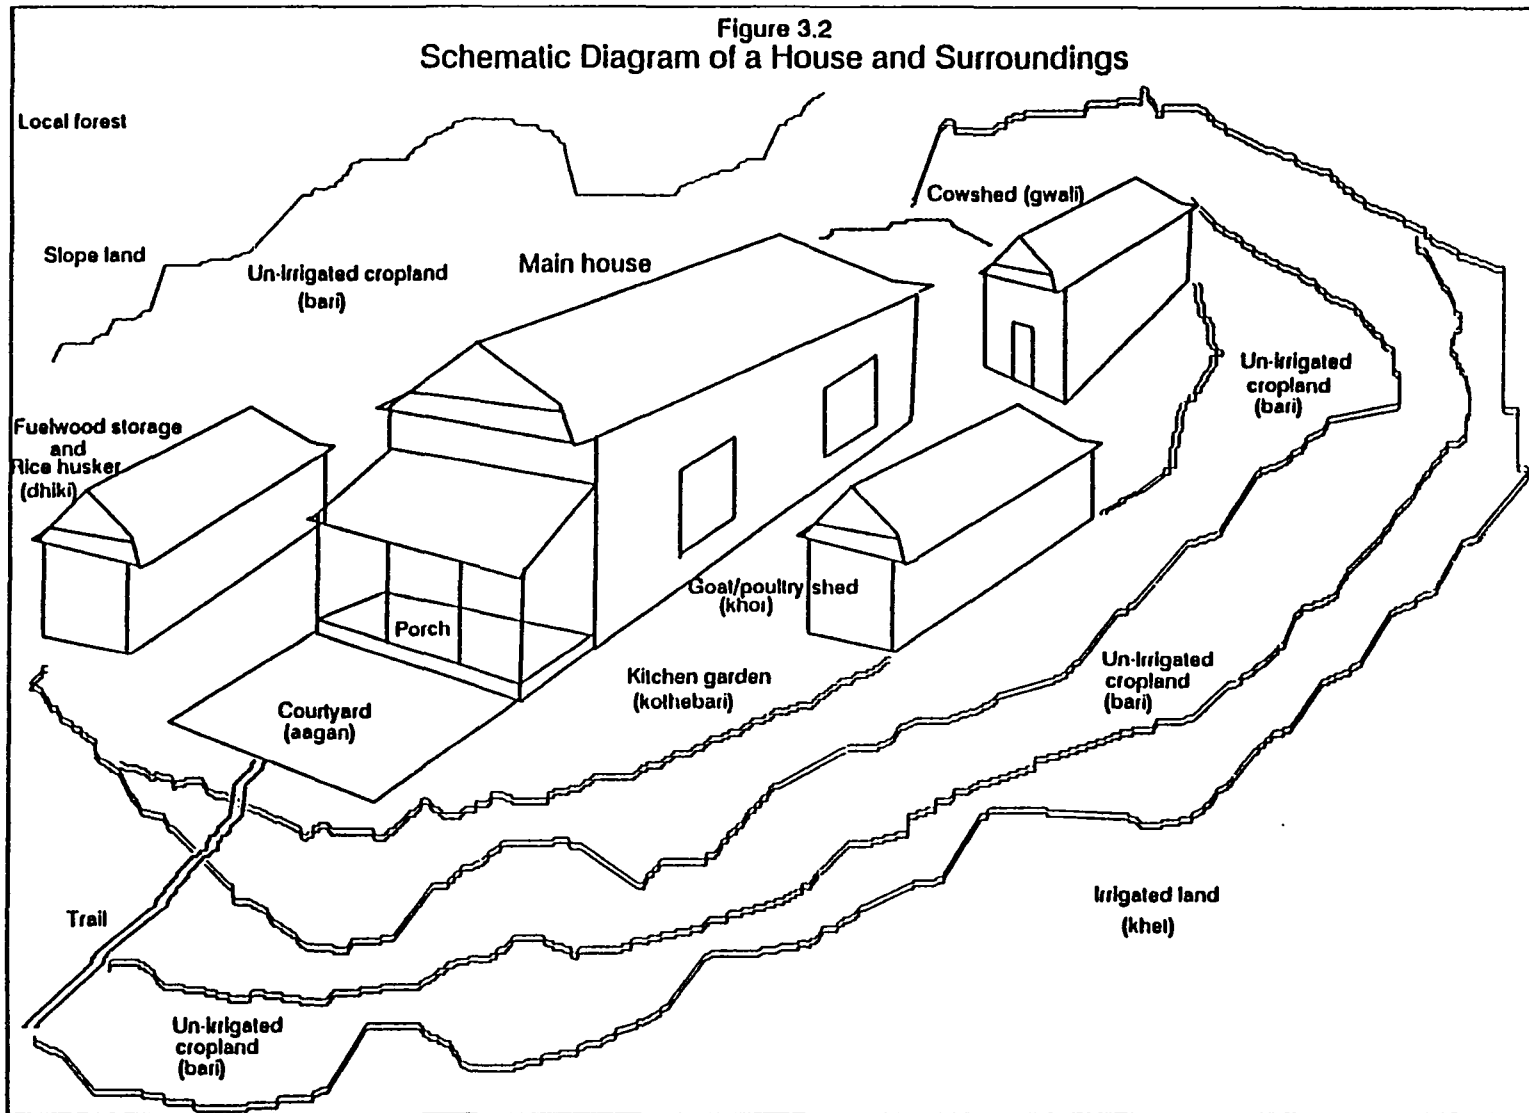 Figure 3.2
Schematic Diagram of a House and Surroundings
Local forest
Cowshed (gwali)
Slope land
Un-Irrigated cropland
(bari)
Main house
Un-Irrigated
cropland
(bari)
Fuelwood storage
and
Rice husker
(dhiki)
Goat/poultry shed
(khor)
Porch
Kitchen garden
(kothebari)
Un-Irrigated
cropland
(bari)
Courtyard
(aagan)
Irrigated land
(khet)
Trail
Un-Irrigated
cropland
(bari)